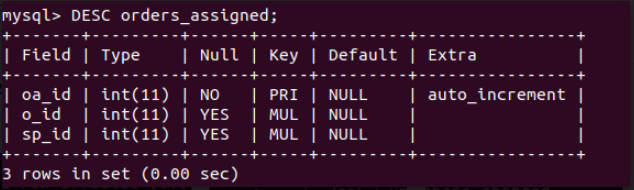 mysql> DESC orders_assigned;
+-------+---------+------+-----+---------+----------------+
| Field | Type    | Null | Key | Default | Extra          |
+-------+---------+------+-----+---------+----------------+
| oa_id | int(11) | NO   | PRI | NULL    | auto_increment |
| o_id  | int(11) | YES  | MUL | NULL    |                |
| sp_id | int(11) | YES  | MUL | NULL    |                |
+-------+---------+------+-----+---------+----------------+
3 rows in set (0.00 sec)